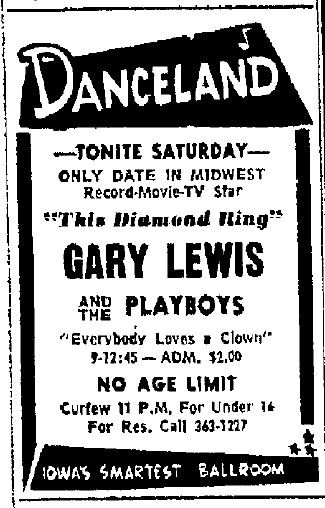 DANCELAND
—TONITE SATURDAY—
ONLY DATE IN MIDWEST
Record-Movie-TV Star
"This Diamond Ring"
GARY LEWIS
AND THE PLAYBOYS
"Everybody Loves a Clown"
9-12:45 — ADM. $2.00
NO AGE LIMIT
Curfew 11 P.M. For Under 16
For Res. Call 363-1227
IOWA'S SMARTEST BALLROOM